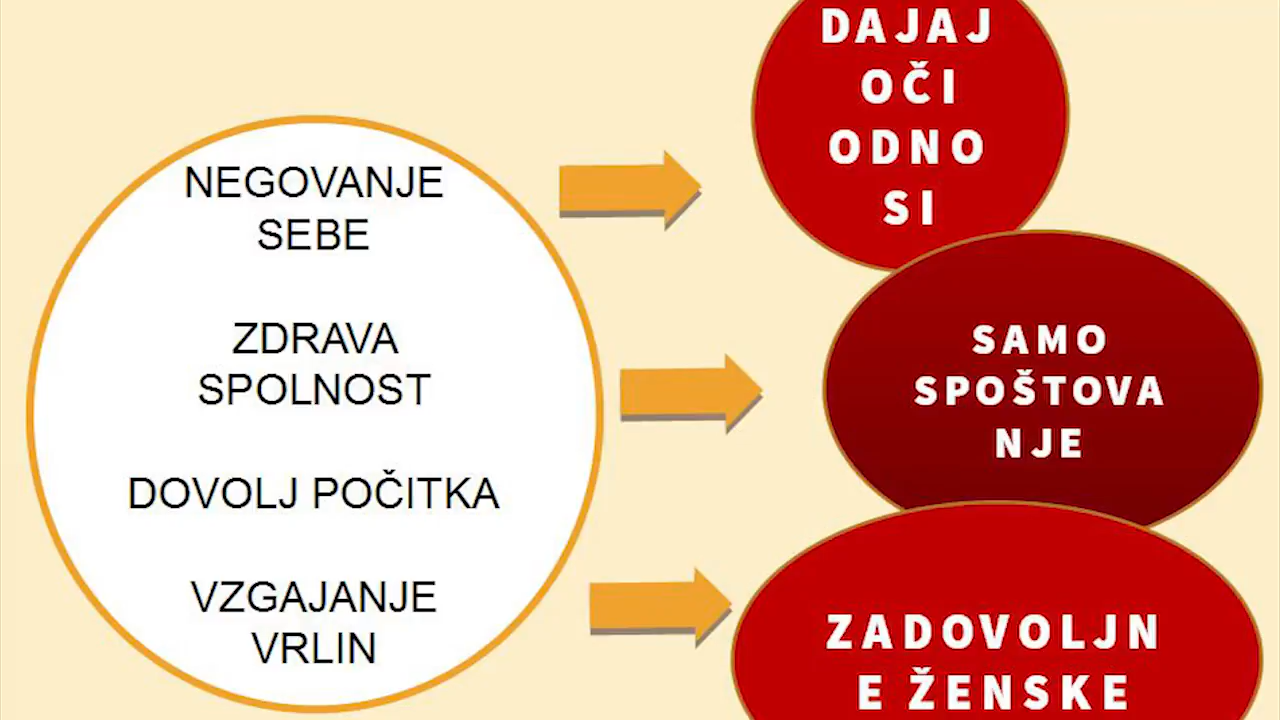 NEGOVANJE
SEBE
ZDRAVA
SPOLNOST
DOVOLJ POČITKA
VZGAJANJE
VRLIN
DAJAJ
OČI
ODNO
SI
SAMO
SPOŠTOVA
NJE
ZADOVOLJN
E ŽENSKE